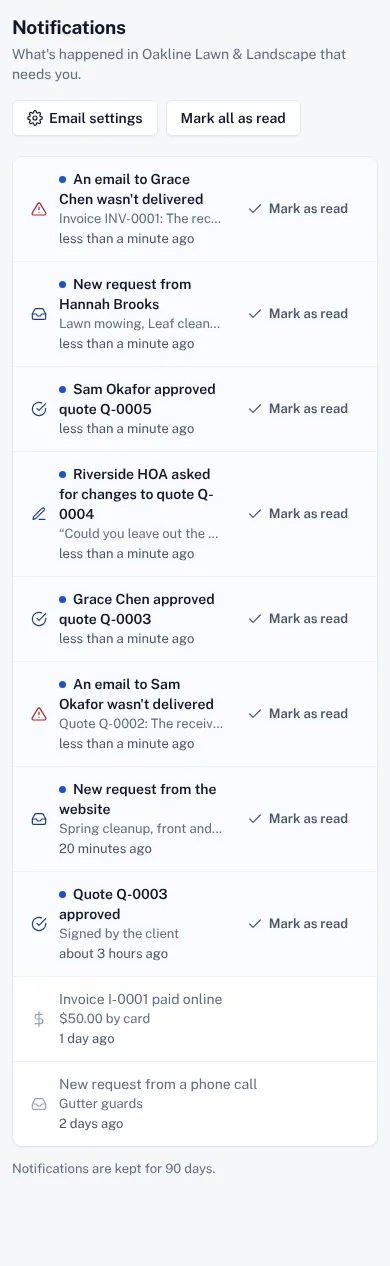 Notifications
What's happened in Oakline Lawn & Landscape that
needs you.
Email settings
Mark all as read
An email to Grace
Chen wasn't delivered
Invoice INV-0001: The rec...
less than a minute ago
Mark as read
New request from
Hannah Brooks
Lawn mowing, Leaf clean...
less than a minute ago
Mark as read
Sam Okafor approved
quote Q-0005
less than a minute ago
Mark as read
Riverside HOA asked
for changes to quote Q-
0004
“Could you leave out the ...
less than a minute ago
Mark as read
Grace Chen approved
quote Q-0003
less than a minute ago
Mark as read
An email to Sam
Okafor wasn't delivered
Quote Q-0002: The receiv...
less than a minute ago
Mark as read
New request from the
website
Spring cleanup, front and...
20 minutes ago
Mark as read
Quote Q-0003
approved
Signed by the client
about 3 hours ago
Mark as read
Invoice I-0001 paid online
$50.00 by card
1 day ago
New request from a phone call
Gutter guards
2 days ago
Notifications are kept for 90 days.